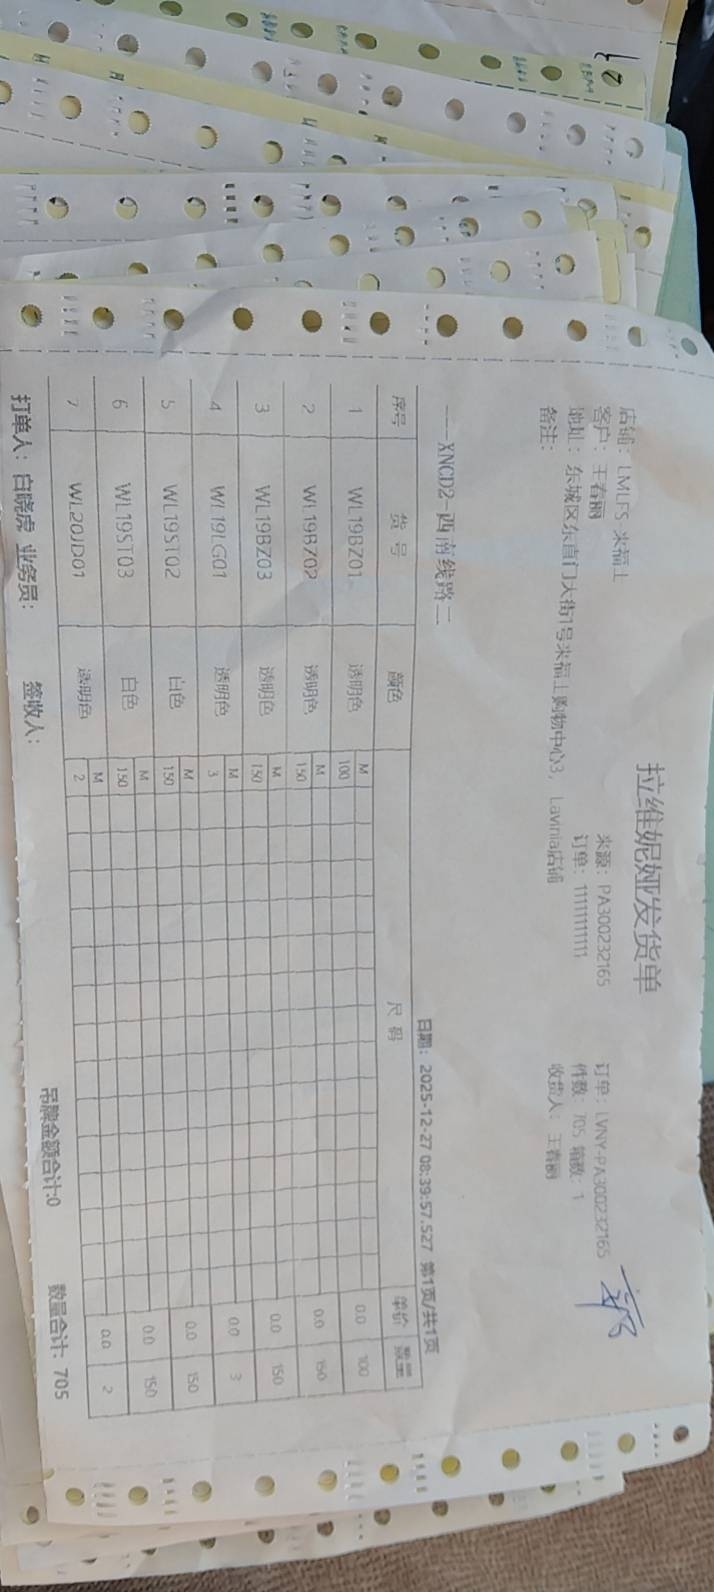 拉维妮娅发货单
店铺：LMLFS 来福士 来源：PA300232165 订单：LVNY-PA300232165
客户：王春丽 订单：11111111111 件数：705 箱数：1
地址：东城区东直门大街1号来福士购物中心3， Lavinia店铺 收货人：王春丽
备注：
——XNCD2-西南线路二 日期：2025-12-27 08:39:57.527 第1页/共1页
序号 货号 颜色 尺码 单价 数量
1 WL19BZ01 透明色 M 100 0.0 100
2 WL19BZ02 透明色 M 150 0.0 150
3 WL19BZ03 透明色 M 150 0.0 150
4 WL19LG01 透明色 M 3 0.0 3
5 WL19ST02 白色 M 150 0.0 150
6 WL19ST03 白色 M 150 0.0 150
7 WL20JD01 透明色 M 2 0.0 2
吊牌金额合计:0 数量合计：705
打单人：白晓虎 业务员： 签收人：